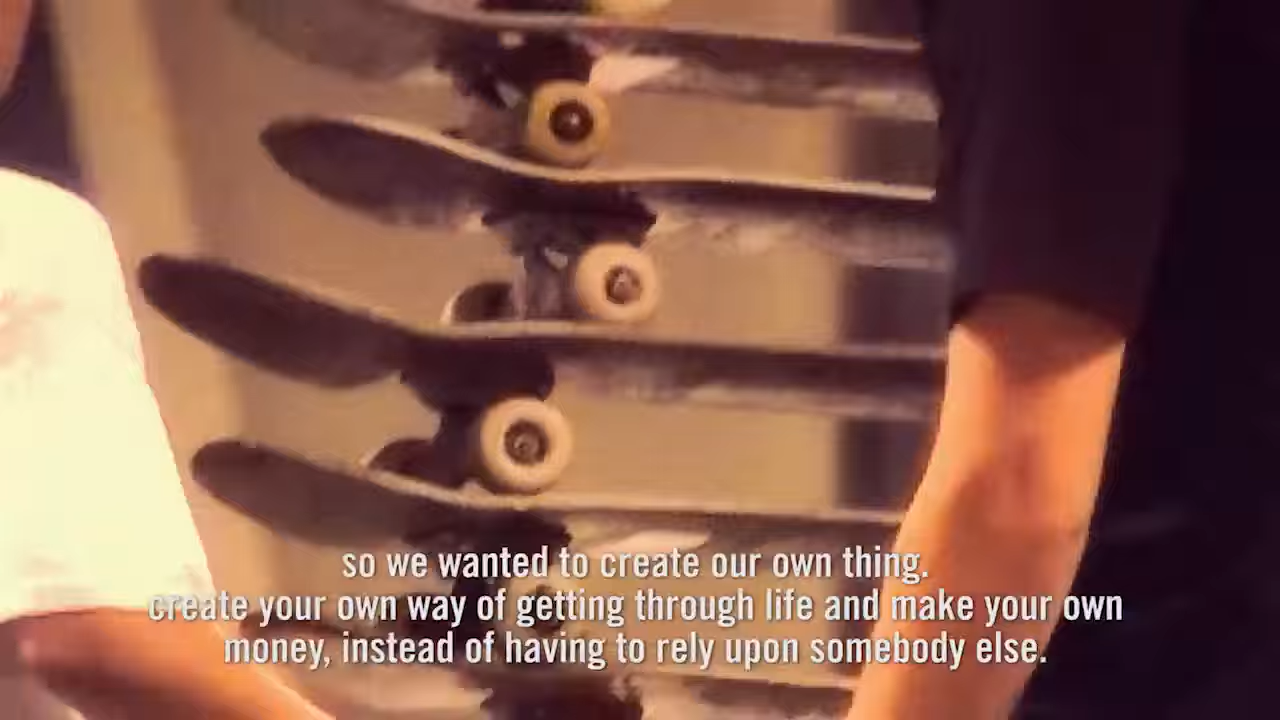 so we wanted to create our own thing.
create your own way of getting through life and make your own
money, instead of having to rely upon somebody else.